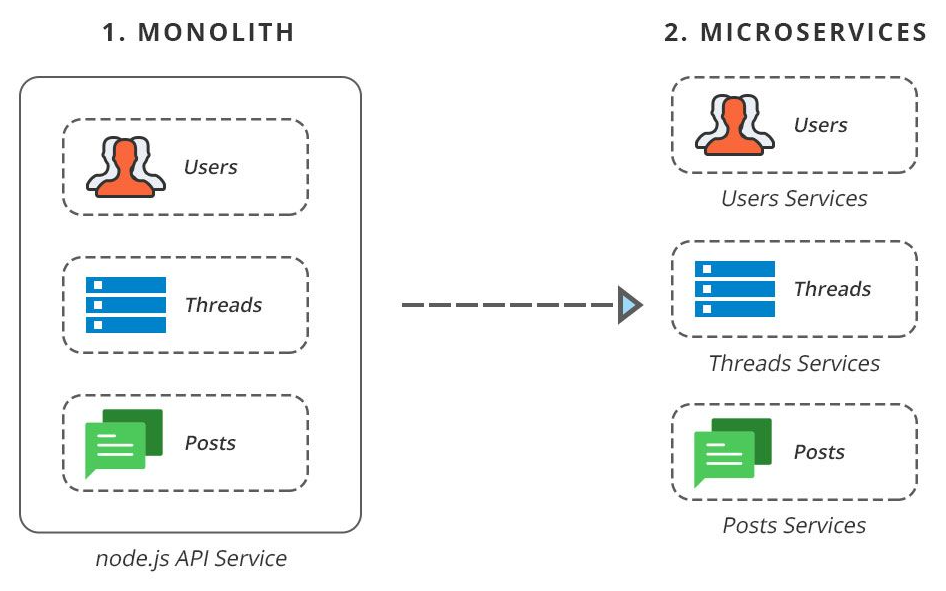 1. MONOLITH
Users
Threads
Posts
node.js API Service
2. MICROSERVICES
Users
Users Services
Threads
Threads Services
Posts
Posts Services